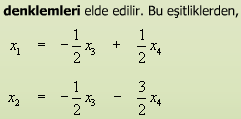 denklemleri elde edilir. Bu eşitliklerden,
x₁ = −1/2 x₃ + 1/2 x₄
x₂ = −1/2 x₃ − 3/2 x₄